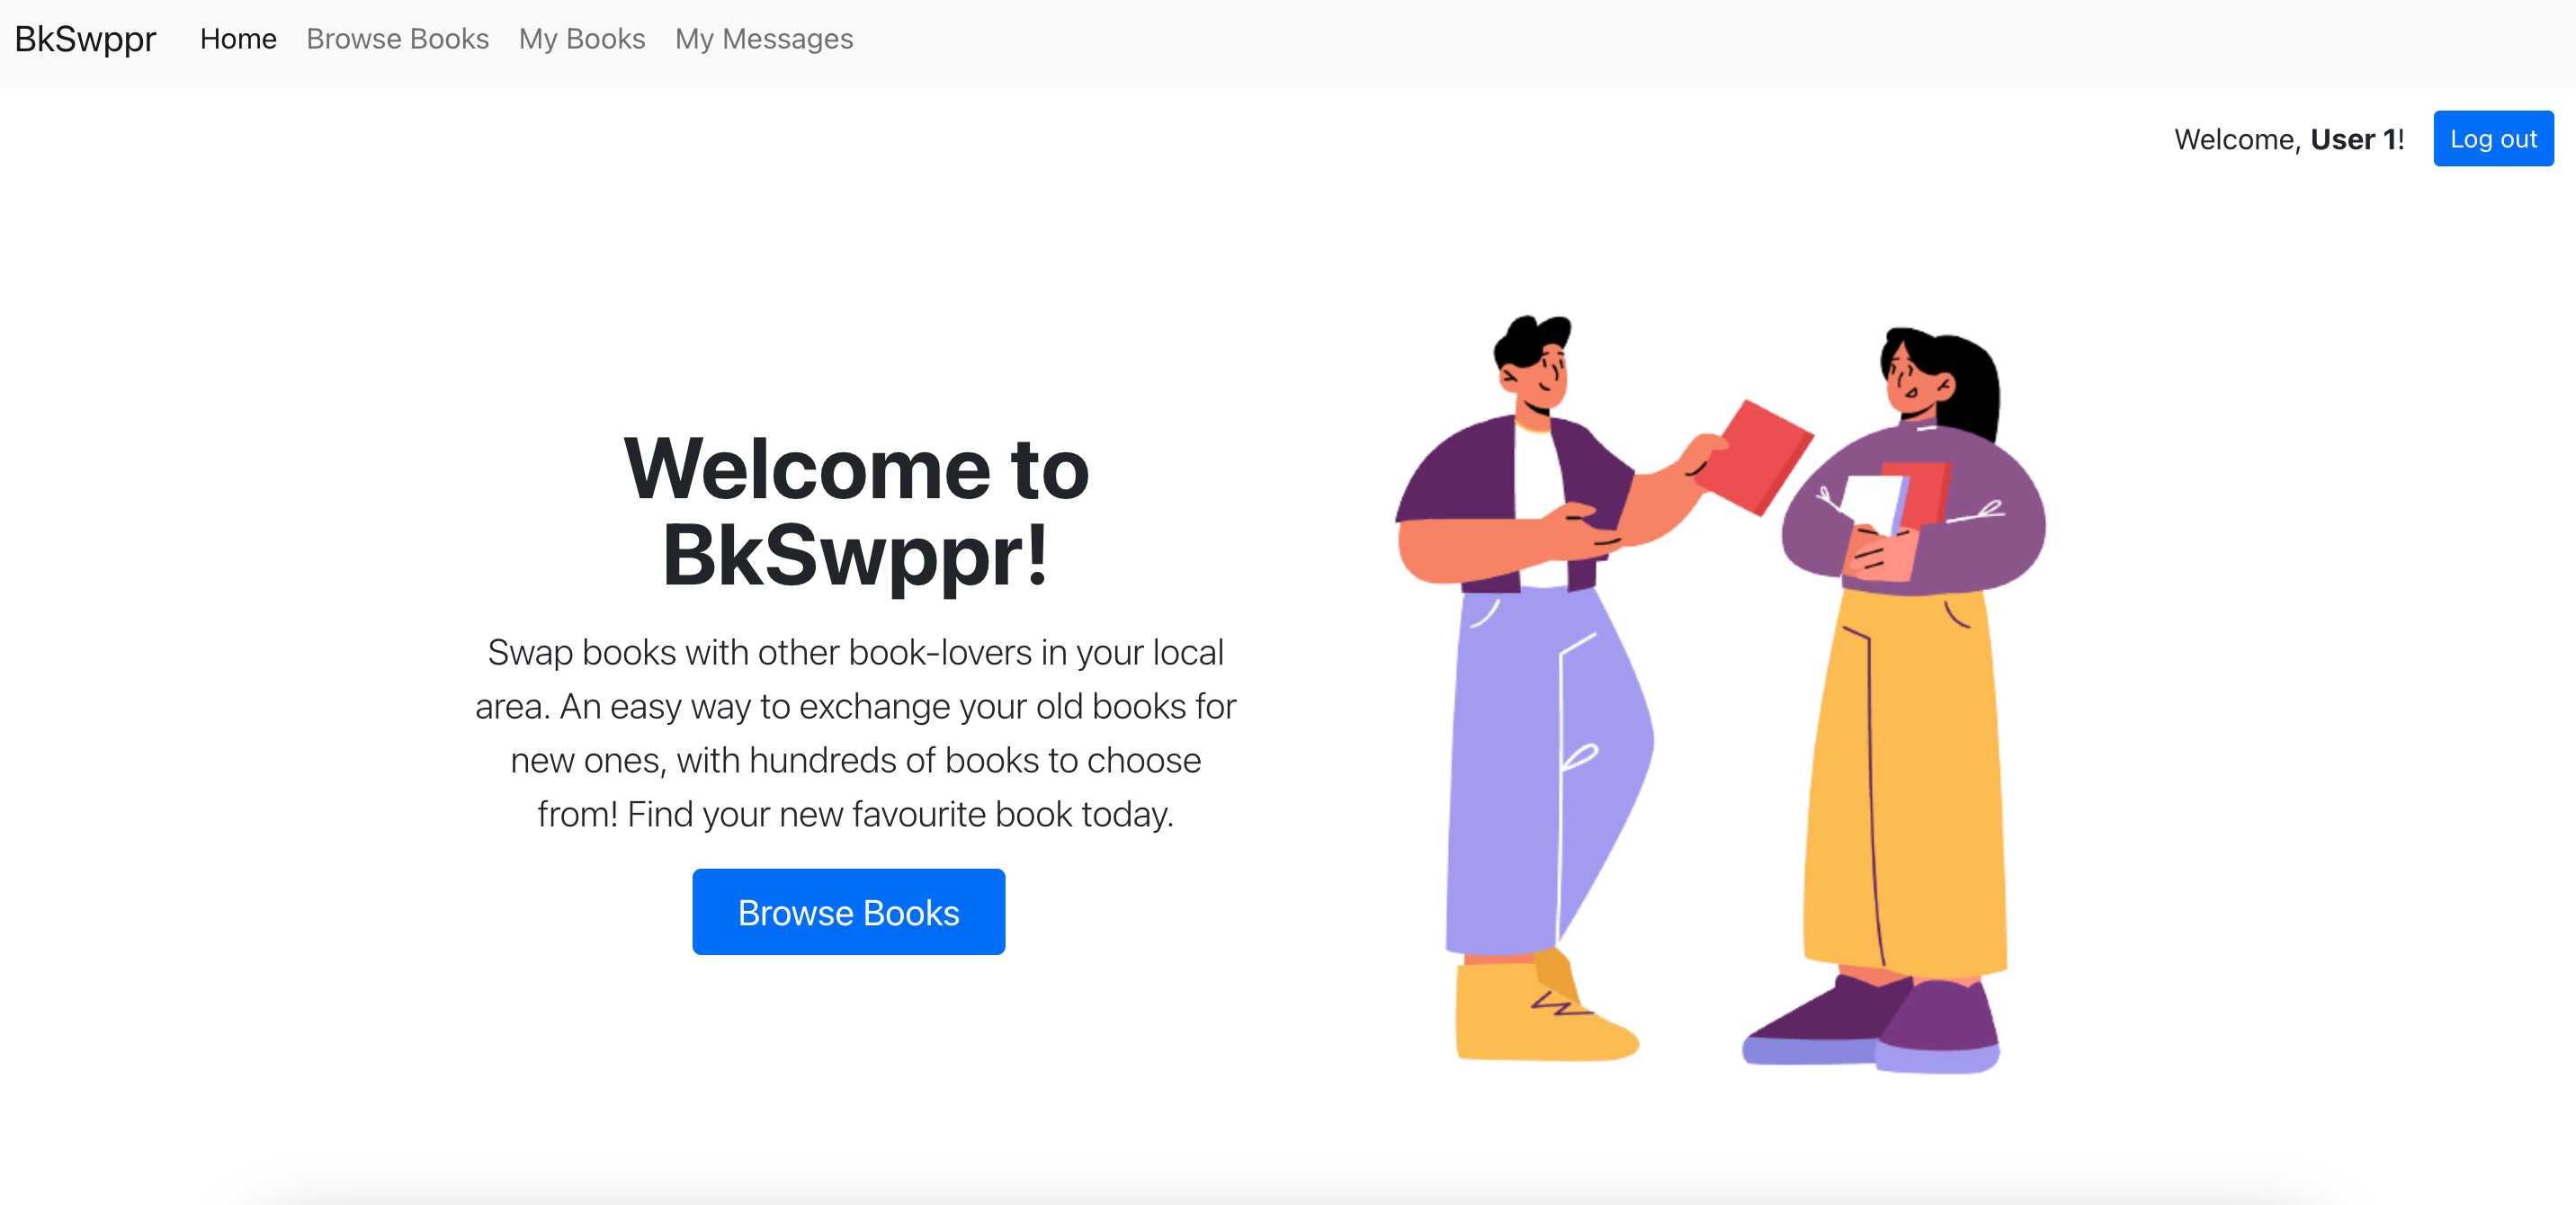 BkSwppr Home Browse Books My Books My Messages
Welcome, User 1! Log out
Welcome to
BkSwppr!
Swap books with other book-lovers in your local
area. An easy way to exchange your old books for
new ones, with hundreds of books to choose
from! Find your new favourite book today.
Browse Books